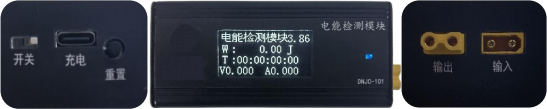 开关
充电
重置
电能检测模块
电能检测模块3.86
W: 0.00 J
T:00:00:00:00
V0.000 A0.000
DNJC-101
输出
输入